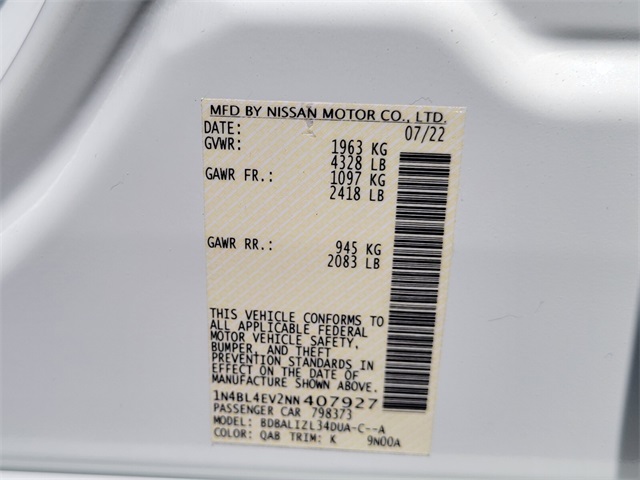 MFD BY NISSAN MOTOR CO., LTD.
DATE: 07/22
GVWR: 1963 KG
4328 LB
GAWR FR.: 1097 KG
2418 LB
GAWR RR.: 945 KG
2083 LB
THIS VEHICLE CONFORMS TO
ALL APPLICABLE FEDERAL
MOTOR VEHICLE SAFETY,
BUMPER, AND THEFT
PREVENTION STANDARDS IN
EFFECT ON THE DATE OF
MANUFACTURE SHOWN ABOVE.
1N4BL4EV2NN407927
PASSENGER CAR 798373
MODEL: BDBALIZL34DUA-C--A
COLOR: QAB TRIM: K 9N00A